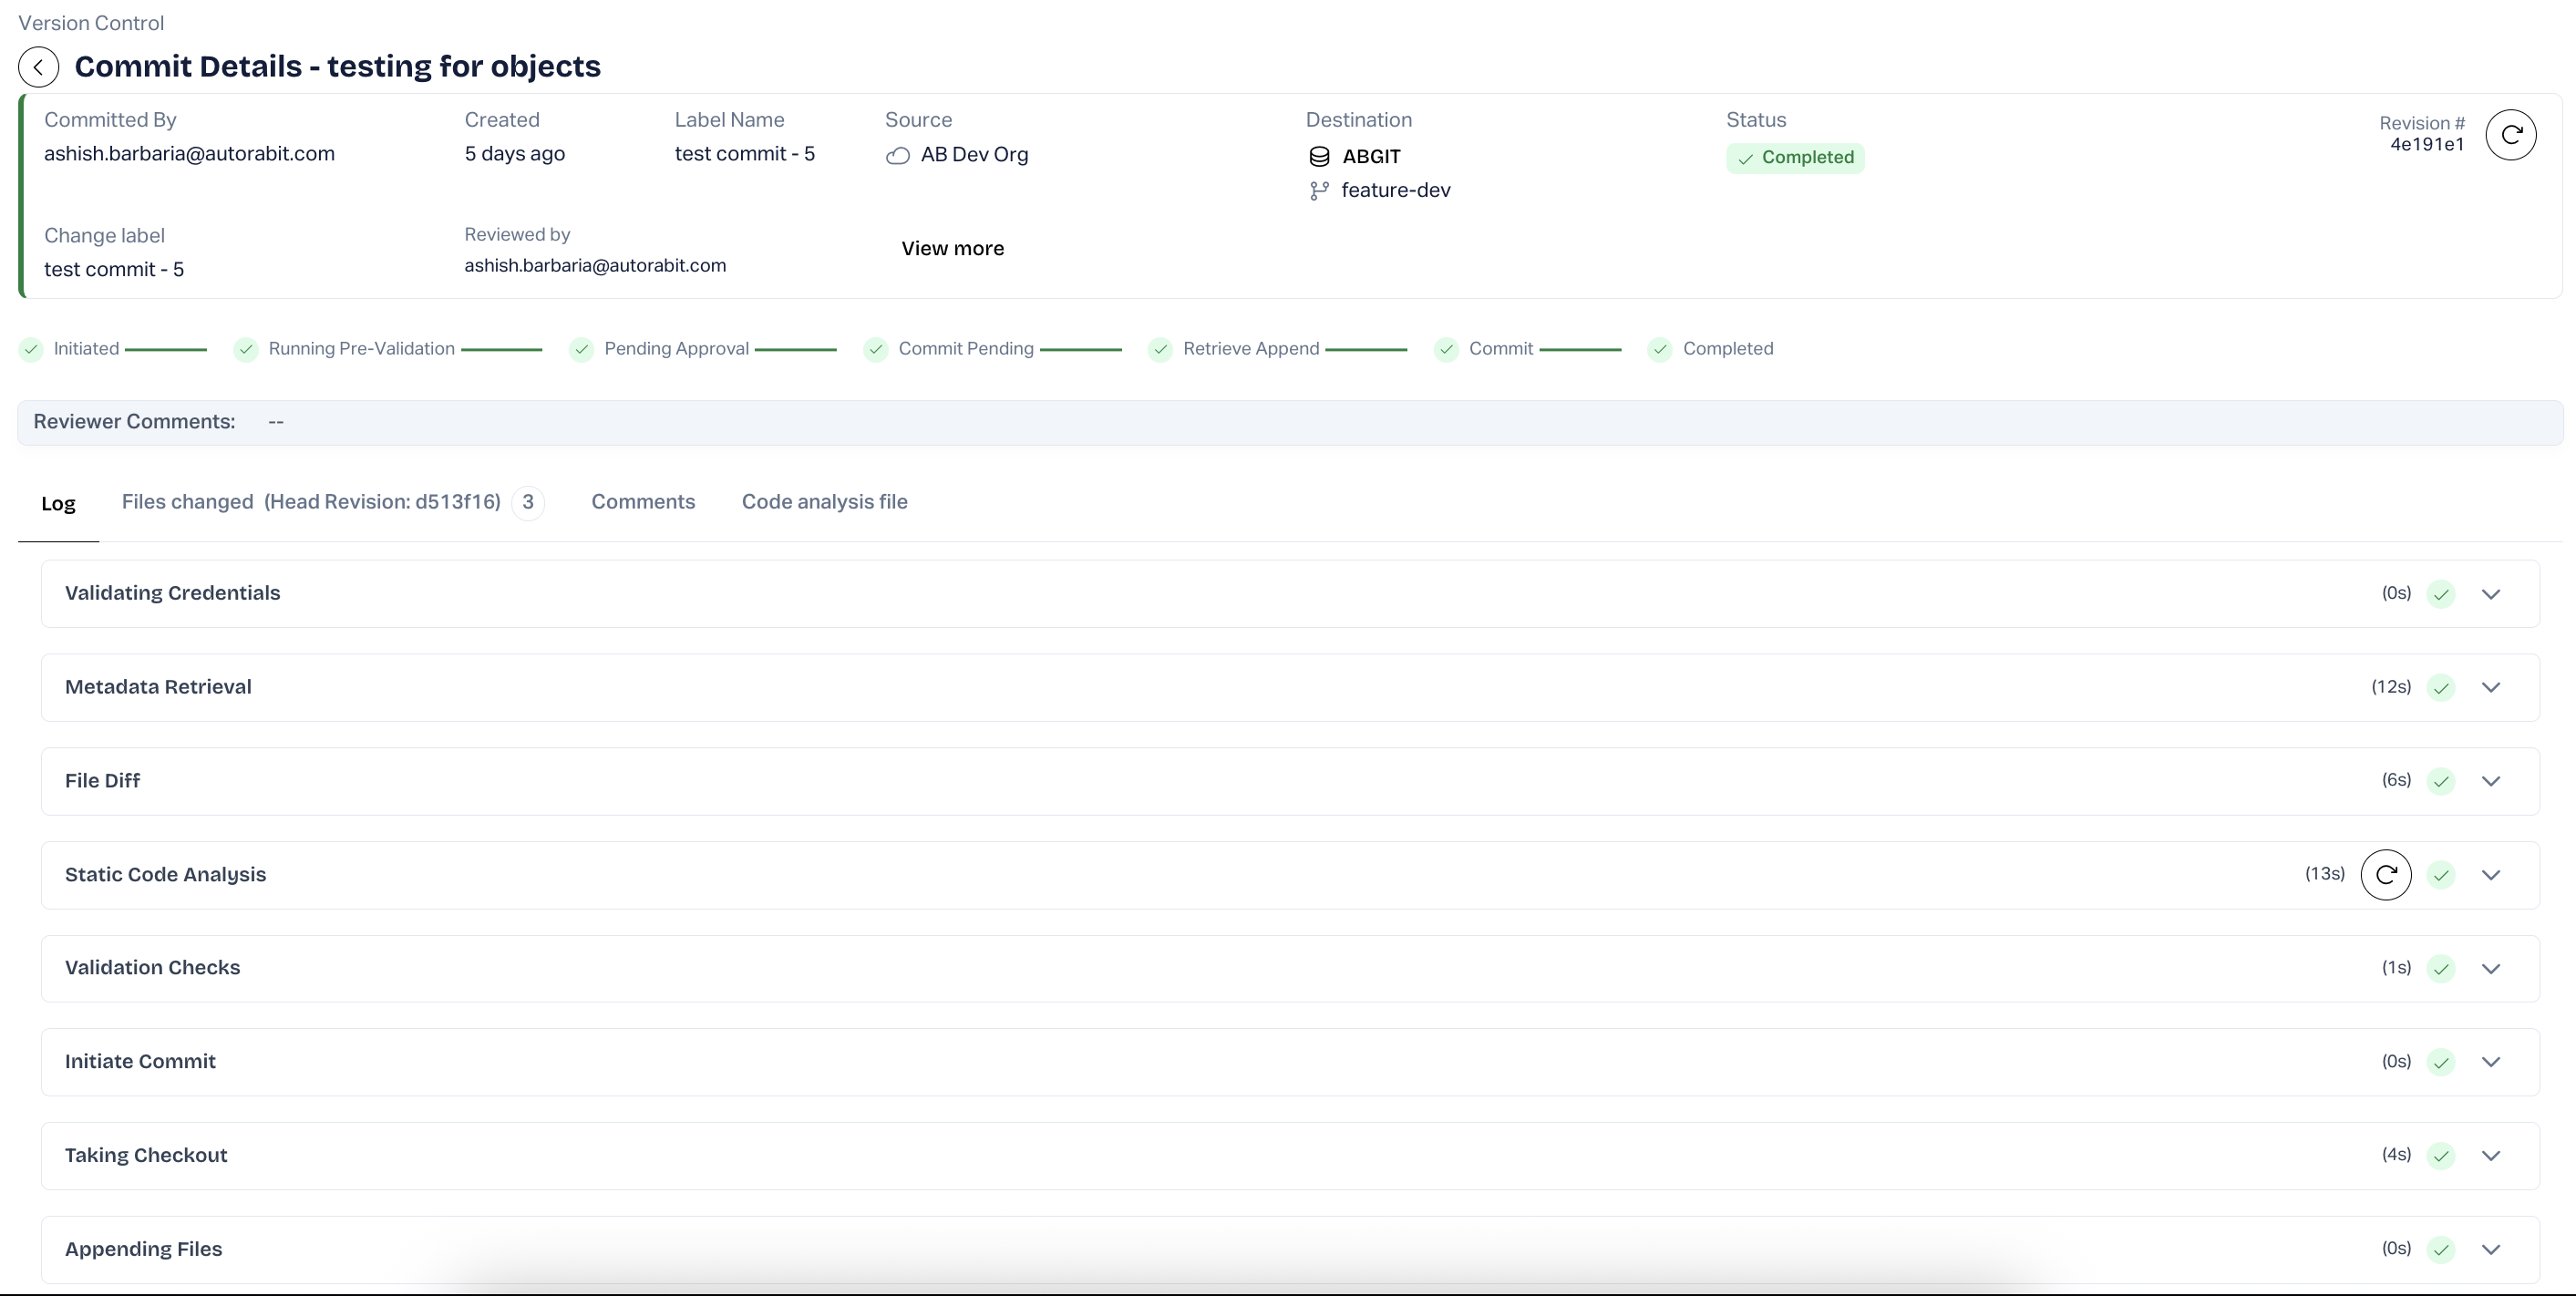 Version Control
Commit Details - testing for objects
Committed By
ashish.barbaria@autorabit.com
Created
5 days ago
Label Name
test commit - 5
Source
AB Dev Org
Destination
ABGIT
feature-dev
Status
Completed
Revision #
4e191e1
Change label
test commit - 5
Reviewed by
ashish.barbaria@autorabit.com
View more
Initiated
Running Pre-Validation
Pending Approval
Commit Pending
Retrieve Append
Commit
Completed
Reviewer Comments: --
Log
Files changed (Head Revision: d513f16) 3
Comments
Code analysis file
Validating Credentials (0s)
Metadata Retrieval (12s)
File Diff (6s)
Static Code Analysis (13s)
Validation Checks (1s)
Initiate Commit (0s)
Taking Checkout (4s)
Appending Files (0s)